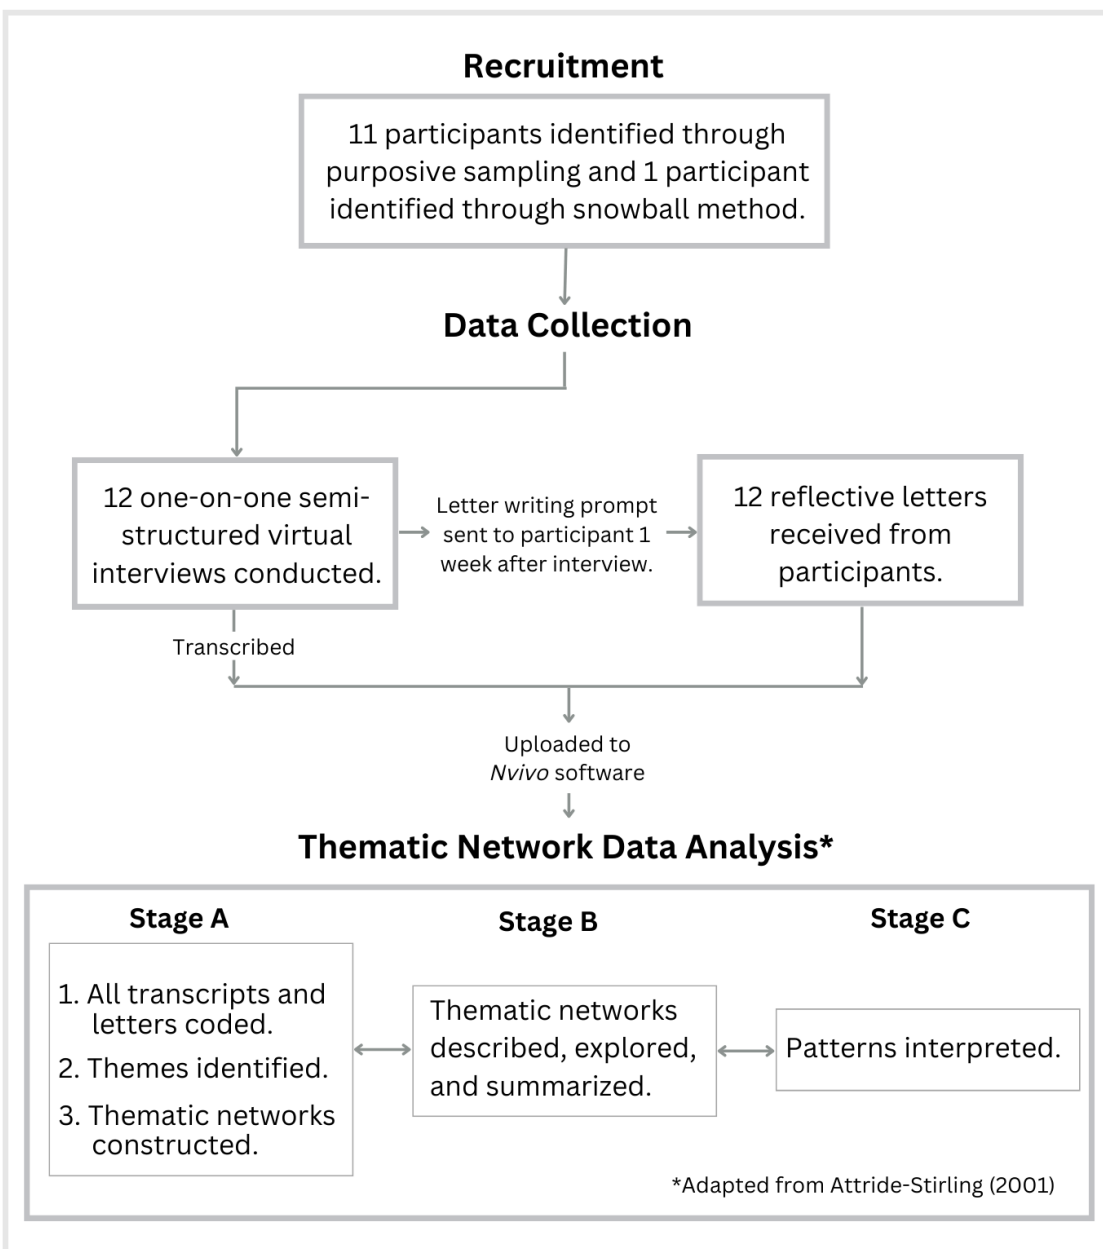 Recruitment
11 participants identified through
purposive sampling and 1 participant
identified through snowball method.
Data Collection
12 one-on-one semi-
structured virtual
interviews conducted.
Letter writing prompt
sent to participant 1
week after interview.
12 reflective letters
received from
participants.
Transcribed
Uploaded to
Nvivo software
Thematic Network Data Analysis*
Stage A
1. All transcripts and
letters coded.
2. Themes identified.
3. Thematic networks
constructed.
Stage B
Thematic networks
described, explored,
and summarized.
Stage C
Patterns interpreted.
*Adapted from Attride-Stirling (2001)